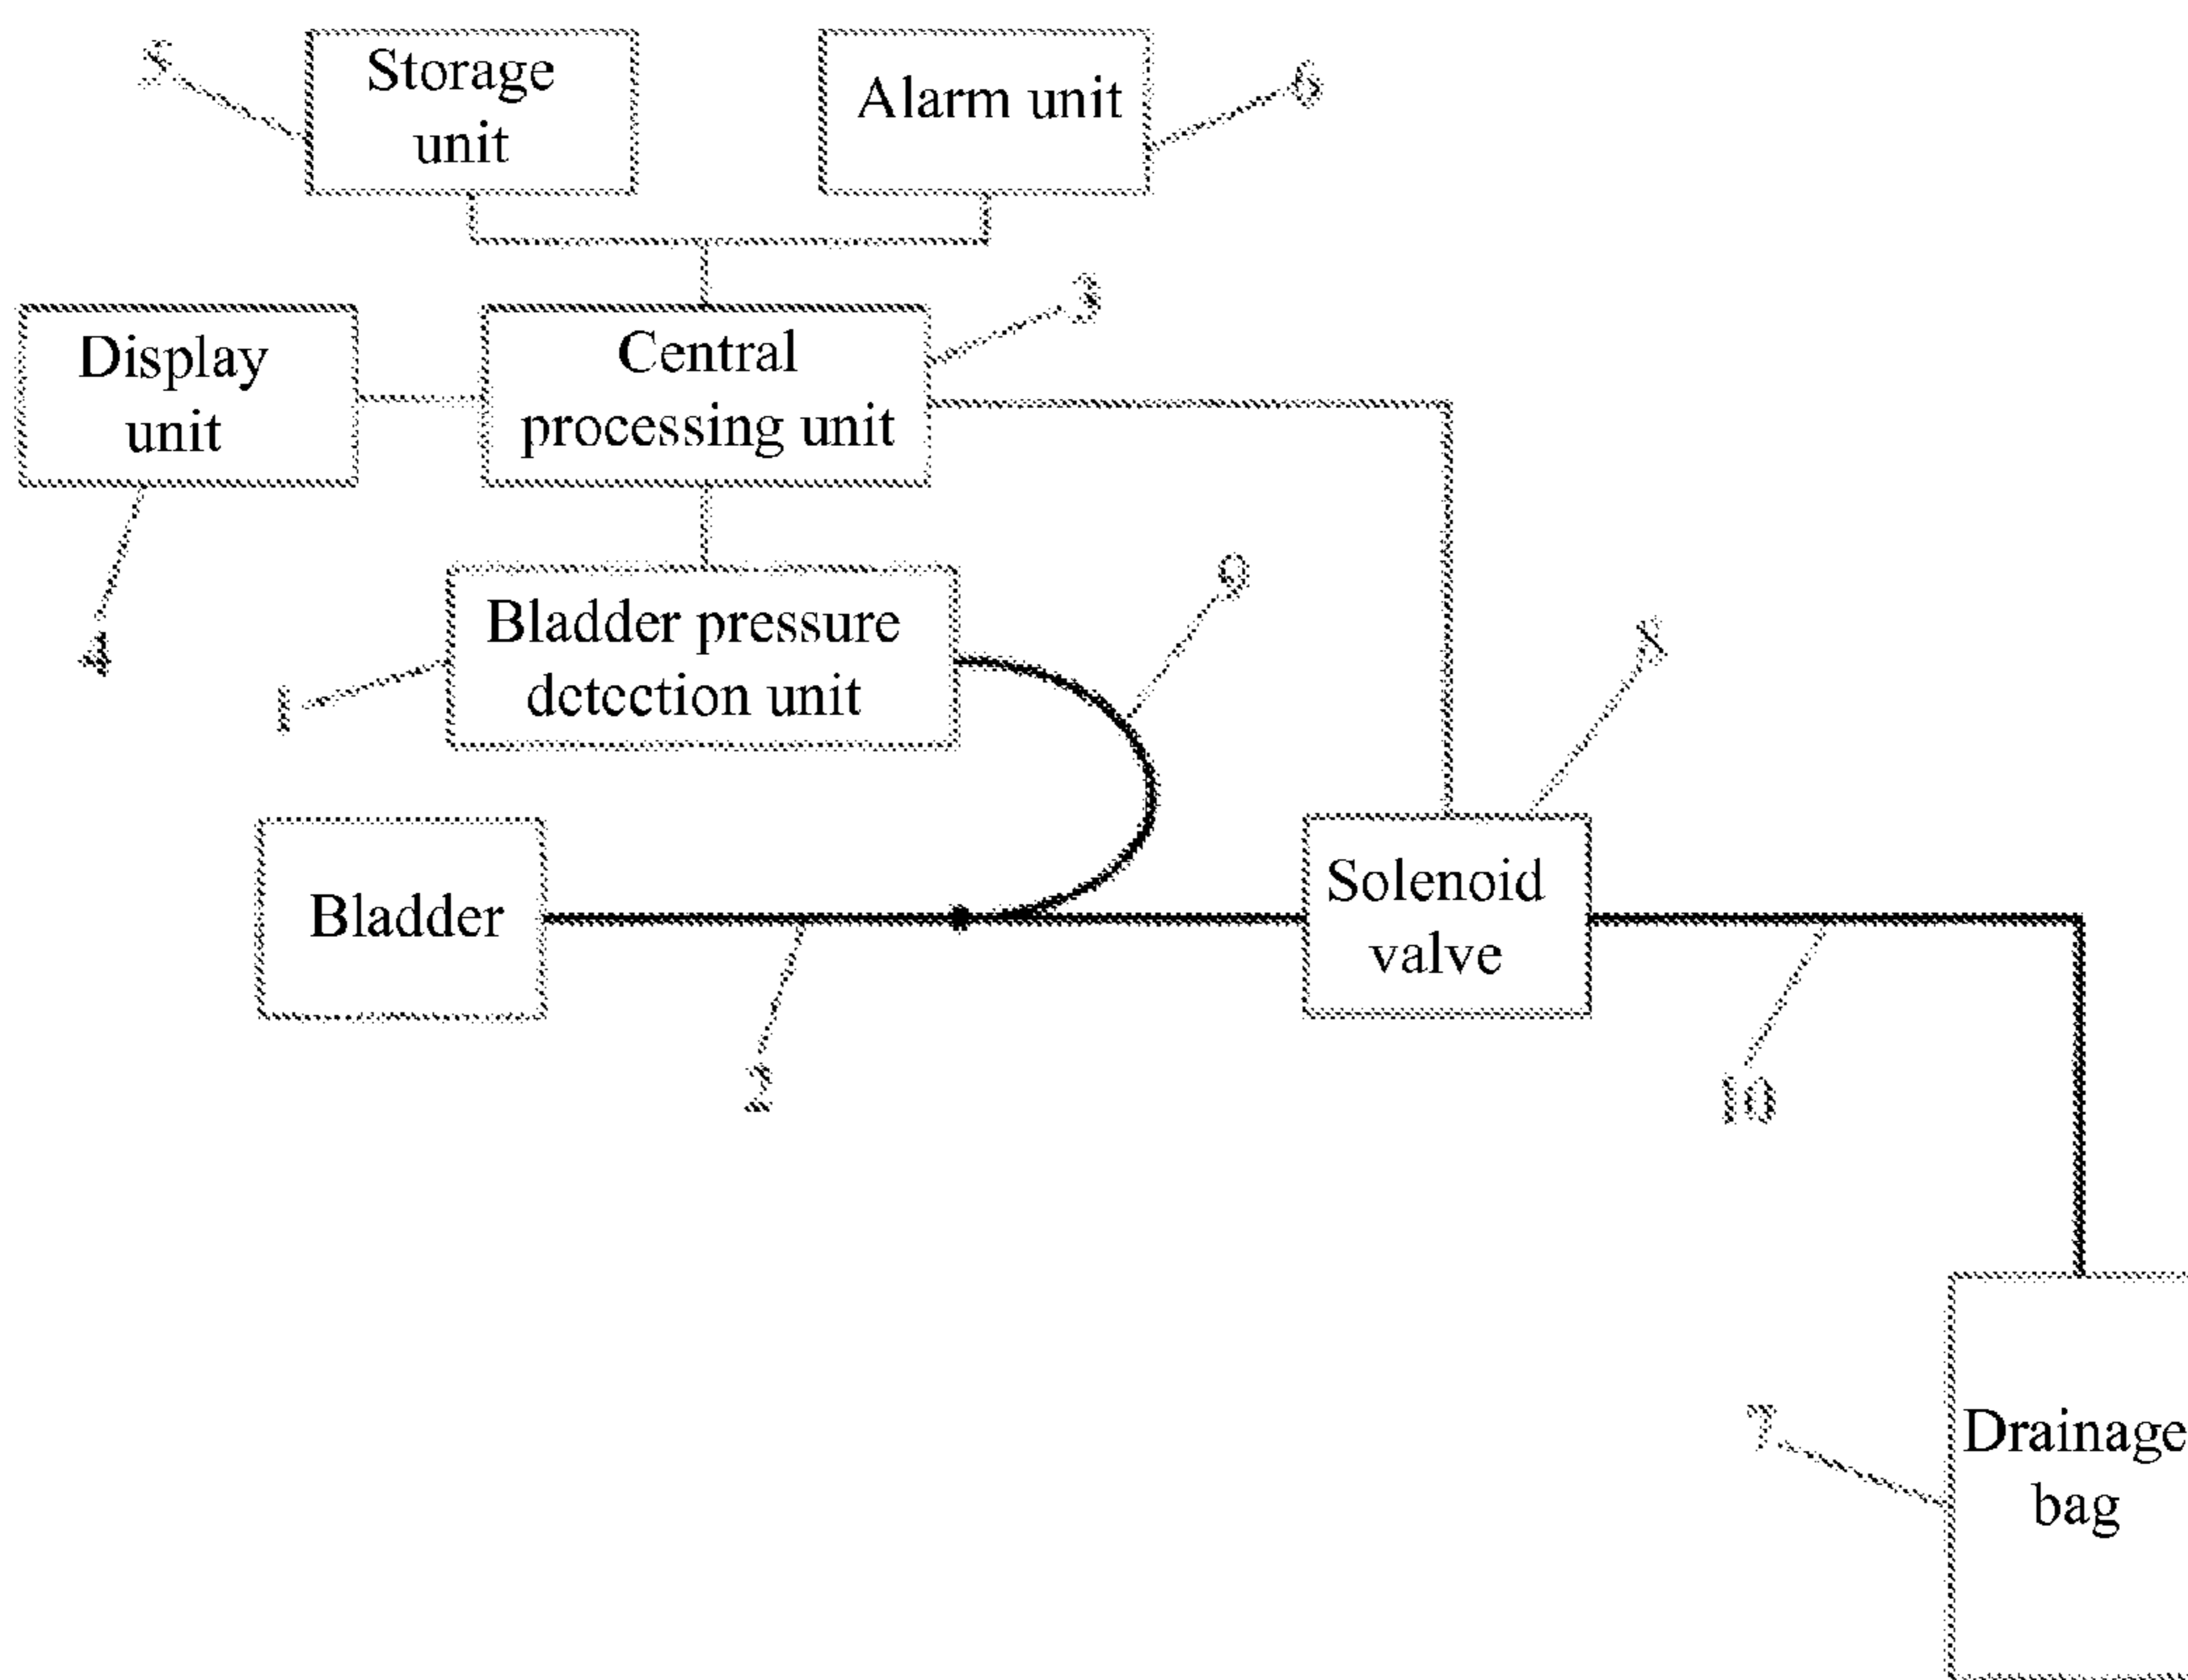 5
Storage
unit
Alarm unit
6
3
Display
unit
Central
processing unit
9
8
4
1
Bladder pressure
detection unit
Bladder
Solenoid
valve
2
10
7
Drainage
bag